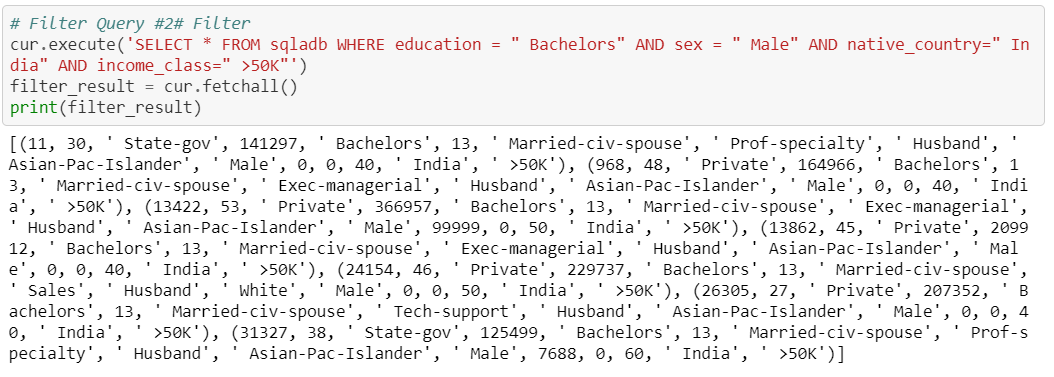 # Filter Query #2# Filter
cur.execute('SELECT * FROM sqladb WHERE education = " Bachelors" AND sex = " Male" AND native_country=" In
dia" AND income_class=" >50K"')
filter_result = cur.fetchall()
print(filter_result)
[(11, 30, ' State-gov', 141297, ' Bachelors', 13, ' Married-civ-spouse', ' Prof-specialty', ' Husband', '
Asian-Pac-Islander', ' Male', 0, 0, 40, ' India', ' >50K'), (968, 48, ' Private', 164966, ' Bachelors', 1
3, ' Married-civ-spouse', ' Exec-managerial', ' Husband', ' Asian-Pac-Islander', ' Male', 0, 0, 40, ' Indi
a', ' >50K'), (13422, 53, ' Private', 366957, ' Bachelors', 13, ' Married-civ-spouse', ' Exec-managerial',
' Husband', ' Asian-Pac-Islander', ' Male', 99999, 0, 50, ' India', ' >50K'), (13862, 45, ' Private', 2099
12, ' Bachelors', 13, ' Married-civ-spouse', ' Exec-managerial', ' Husband', ' Asian-Pac-Islander', ' Mal
e', 0, 0, 40, ' India', ' >50K'), (24154, 46, ' Private', 229737, ' Bachelors', 13, ' Married-civ-spouse',
' Sales', ' Husband', ' White', ' Male', 0, 0, 50, ' India', ' >50K'), (26305, 27, ' Private', 207352, ' B
achelors', 13, ' Married-civ-spouse', ' Tech-support', ' Husband', ' Asian-Pac-Islander', ' Male', 0, 0, 4
0, ' India', ' >50K'), (31327, 38, ' State-gov', 125499, ' Bachelors', 13, ' Married-civ-spouse', ' Prof-s
pecialty', ' Husband', ' Asian-Pac-Islander', ' Male', 7688, 0, 60, ' India', ' >50K')]